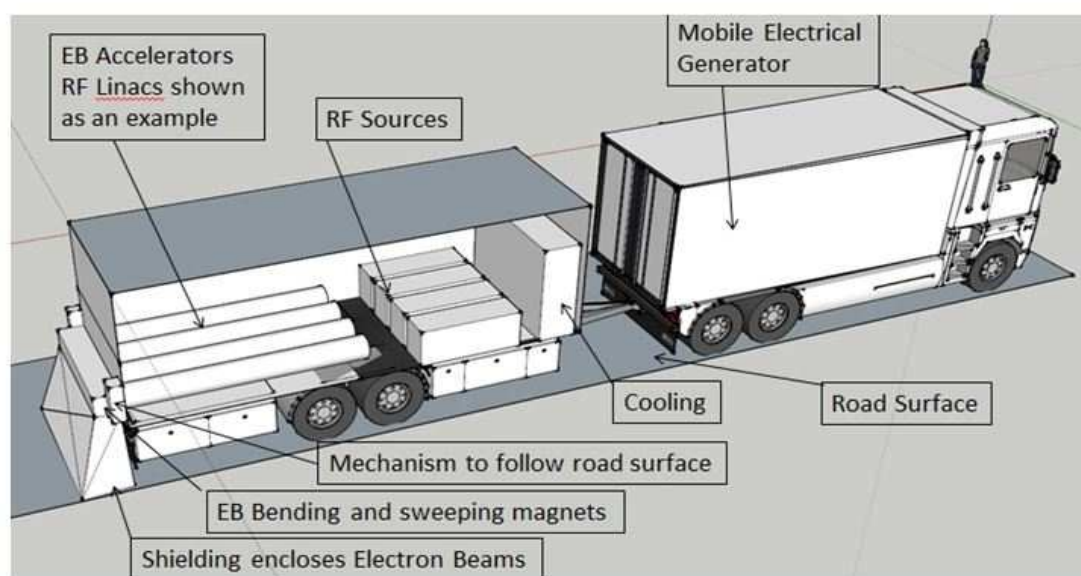 EB Accelerators
RF Linacs shown
as an example
RF Sources
Mobile Electrical
Generator
Cooling
Road Surface
Mechanism to follow road surface
EB Bending and sweeping magnets
Shielding encloses Electron Beams